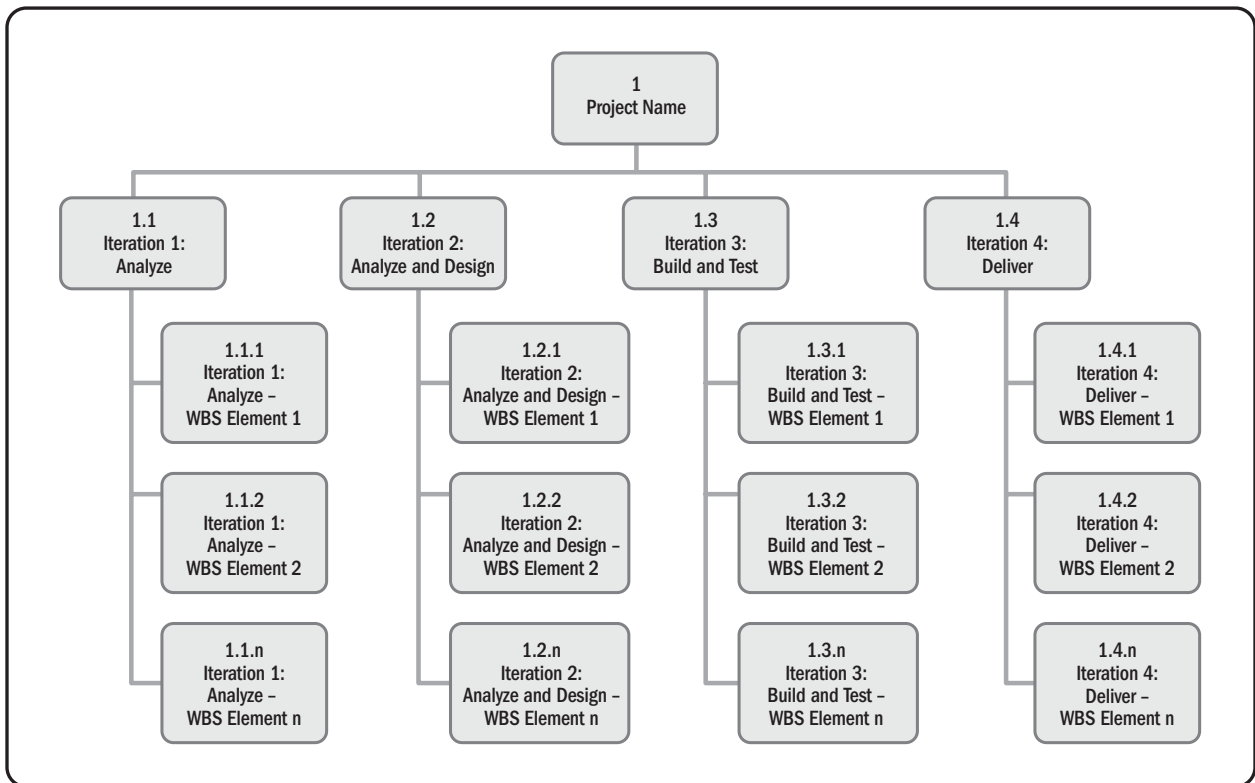 1
Project Name
1.1
Iteration 1:
Analyze
1.2
Iteration 2:
Analyze and Design
1.3
Iteration 3:
Build and Test
1.4
Iteration 4:
Deliver
1.1.1
Iteration 1:
Analyze –
WBS Element 1
1.2.1
Iteration 2:
Analyze and Design –
WBS Element 1
1.3.1
Iteration 3:
Build and Test –
WBS Element 1
1.4.1
Iteration 4:
Deliver –
WBS Element 1
1.1.2
Iteration 1:
Analyze –
WBS Element 2
1.2.2
Iteration 2:
Analyze and Design –
WBS Element 2
1.3.2
Iteration 3:
Build and Test –
WBS Element 2
1.4.2
Iteration 4:
Deliver –
WBS Element 2
1.1.n
Iteration 1:
Analyze –
WBS Element n
1.2.n
Iteration 2:
Analyze and Design –
WBS Element n
1.3.n
Iteration 3:
Build and Test –
WBS Element n
1.4.n
Iteration 4:
Deliver –
WBS Element n